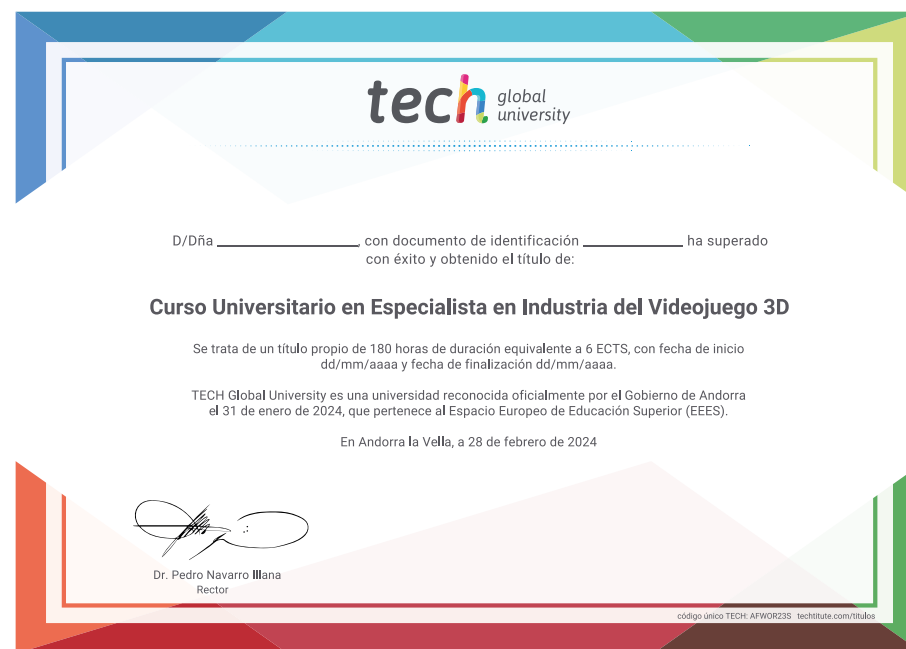 tech global university
D/Dña ____________, con documento de identificación ____________ ha superado
con éxito y obtenido el título de:
Curso Universitario en Especialista en Industria del Videojuego 3D
Se trata de un título propio de 180 horas de duración equivalente a 6 ECTS, con fecha de inicio
dd/mm/aaaa y fecha de finalización dd/mm/aaaa.
TECH Global University es una universidad reconocida oficialmente por el Gobierno de Andorra
el 31 de enero de 2024, que pertenece al Espacio Europeo de Educación Superior (EEES).
En Andorra la Vella, a 28 de febrero de 2024
Dr. Pedro Navarro Illana
Rector
código único TECH: AFWOR23S techtitute.com/titulos